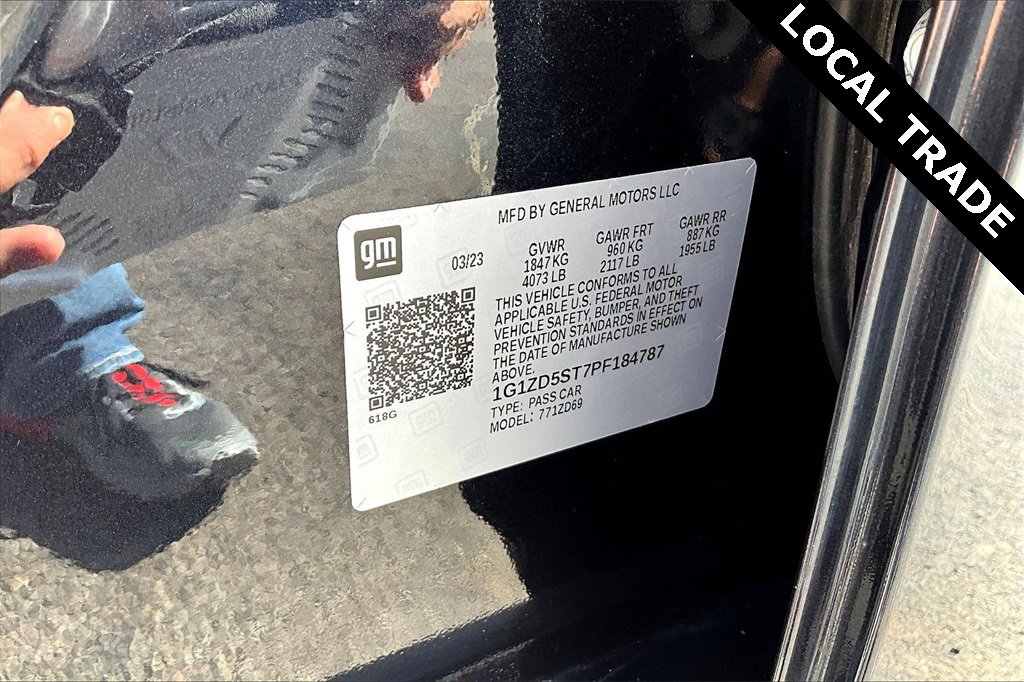 LOCAL TRADE
MFD BY GENERAL MOTORS LLC
gm
03/23
GVWR
1847 KG
4073 LB
GAWR FRT
960 KG
2117 LB
GAWR RR
887 KG
1955 LB
THIS VEHICLE CONFORMS TO ALL
APPLICABLE U.S. FEDERAL MOTOR
VEHICLE SAFETY, BUMPER, AND THEFT
PREVENTION STANDARDS IN EFFECT ON
THE DATE OF MANUFACTURE SHOWN
ABOVE.
1G1ZD5ST7PF184787
TYPE: PASS CAR
MODEL: 771ZD69
618G